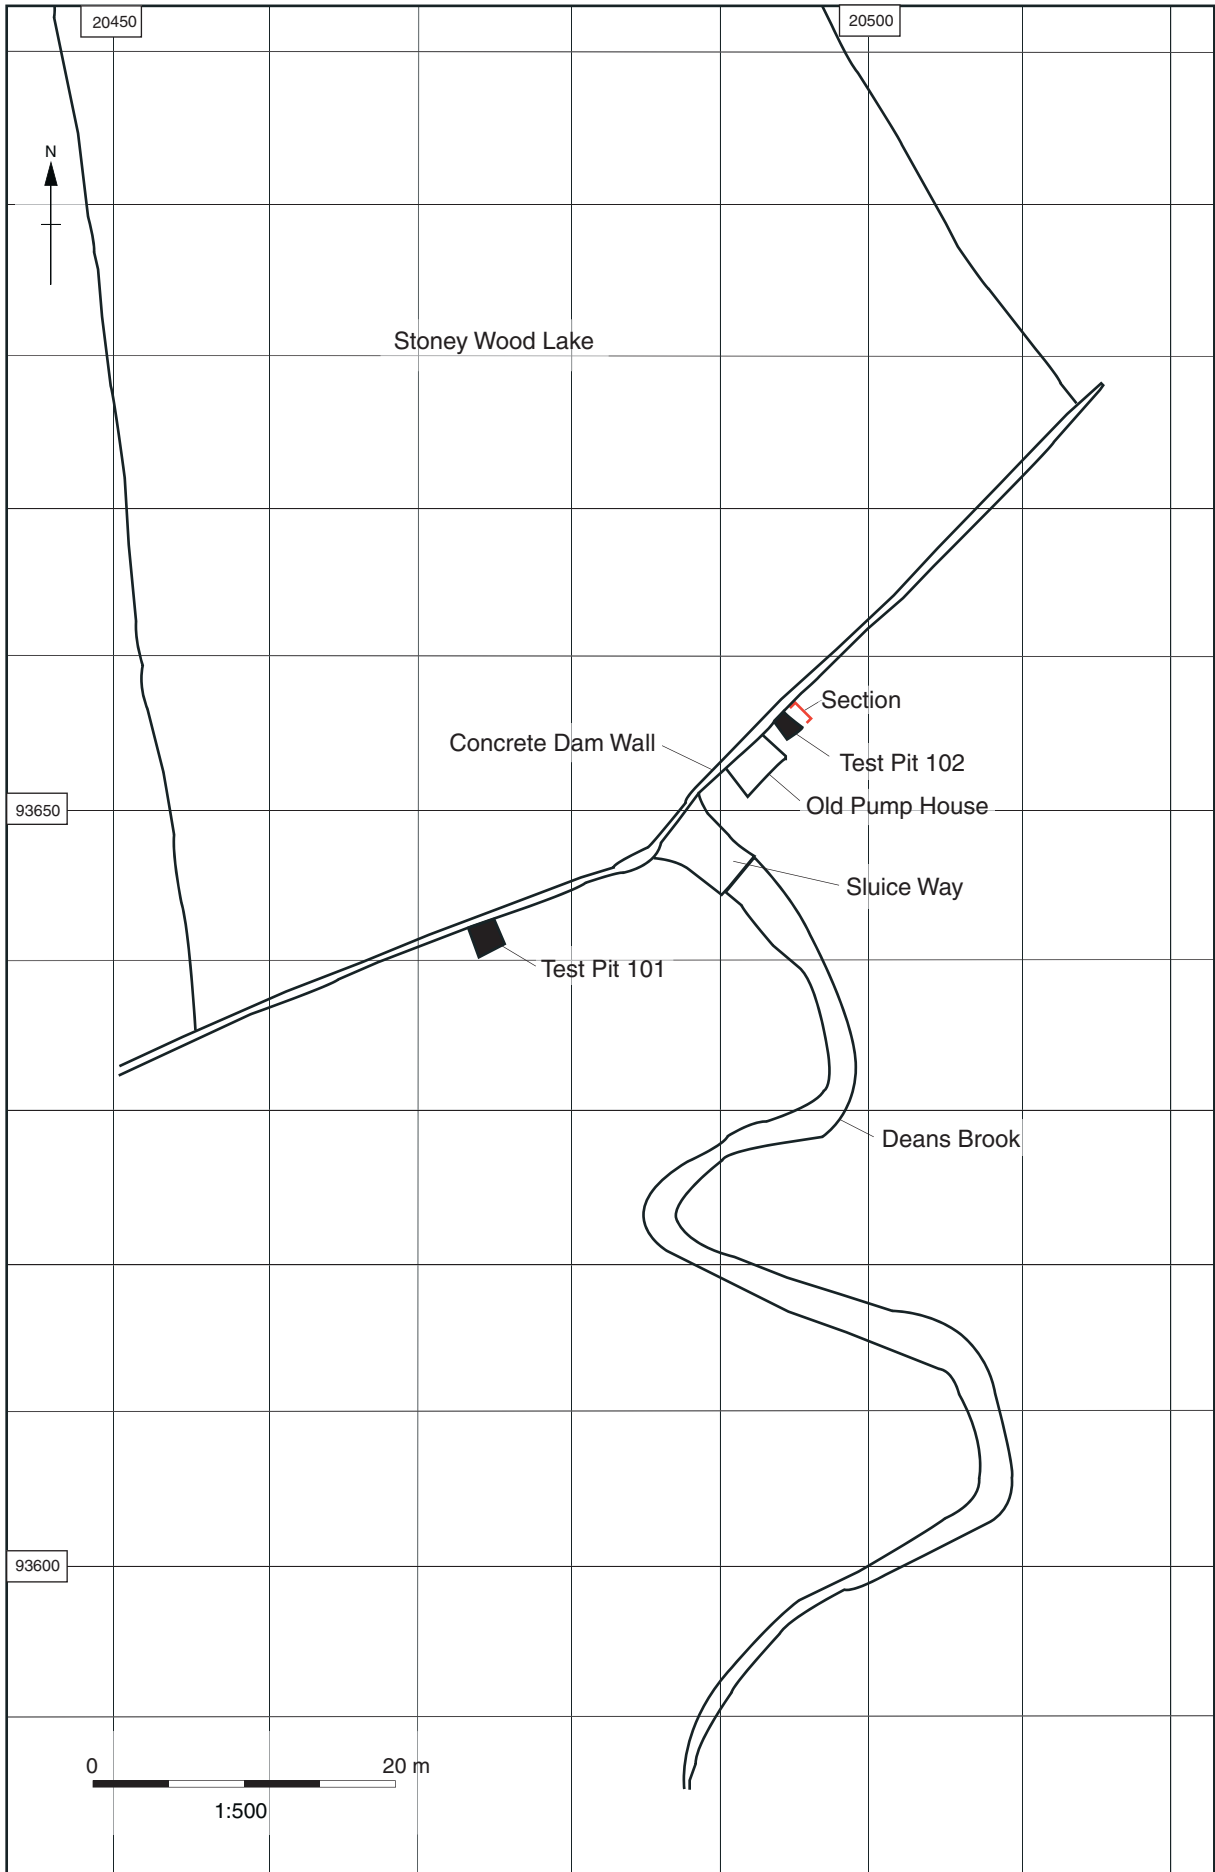 20450
20500
N
Stoney Wood Lake
Section
Concrete Dam Wall
Test Pit 102
93650
Old Pump House
Sluice Way
Test Pit 101
Deans Brook
93600
0 20 m
1:500